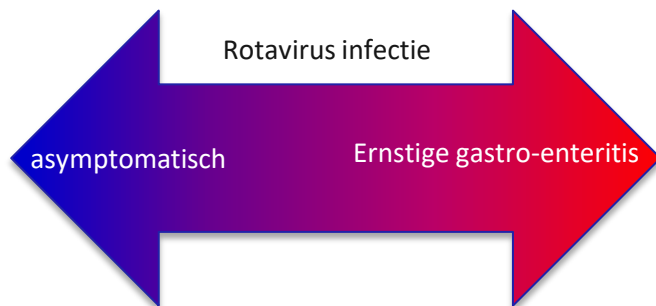 Rotavirus infectie
asymptomatisch
Ernstige gastro-enteritis